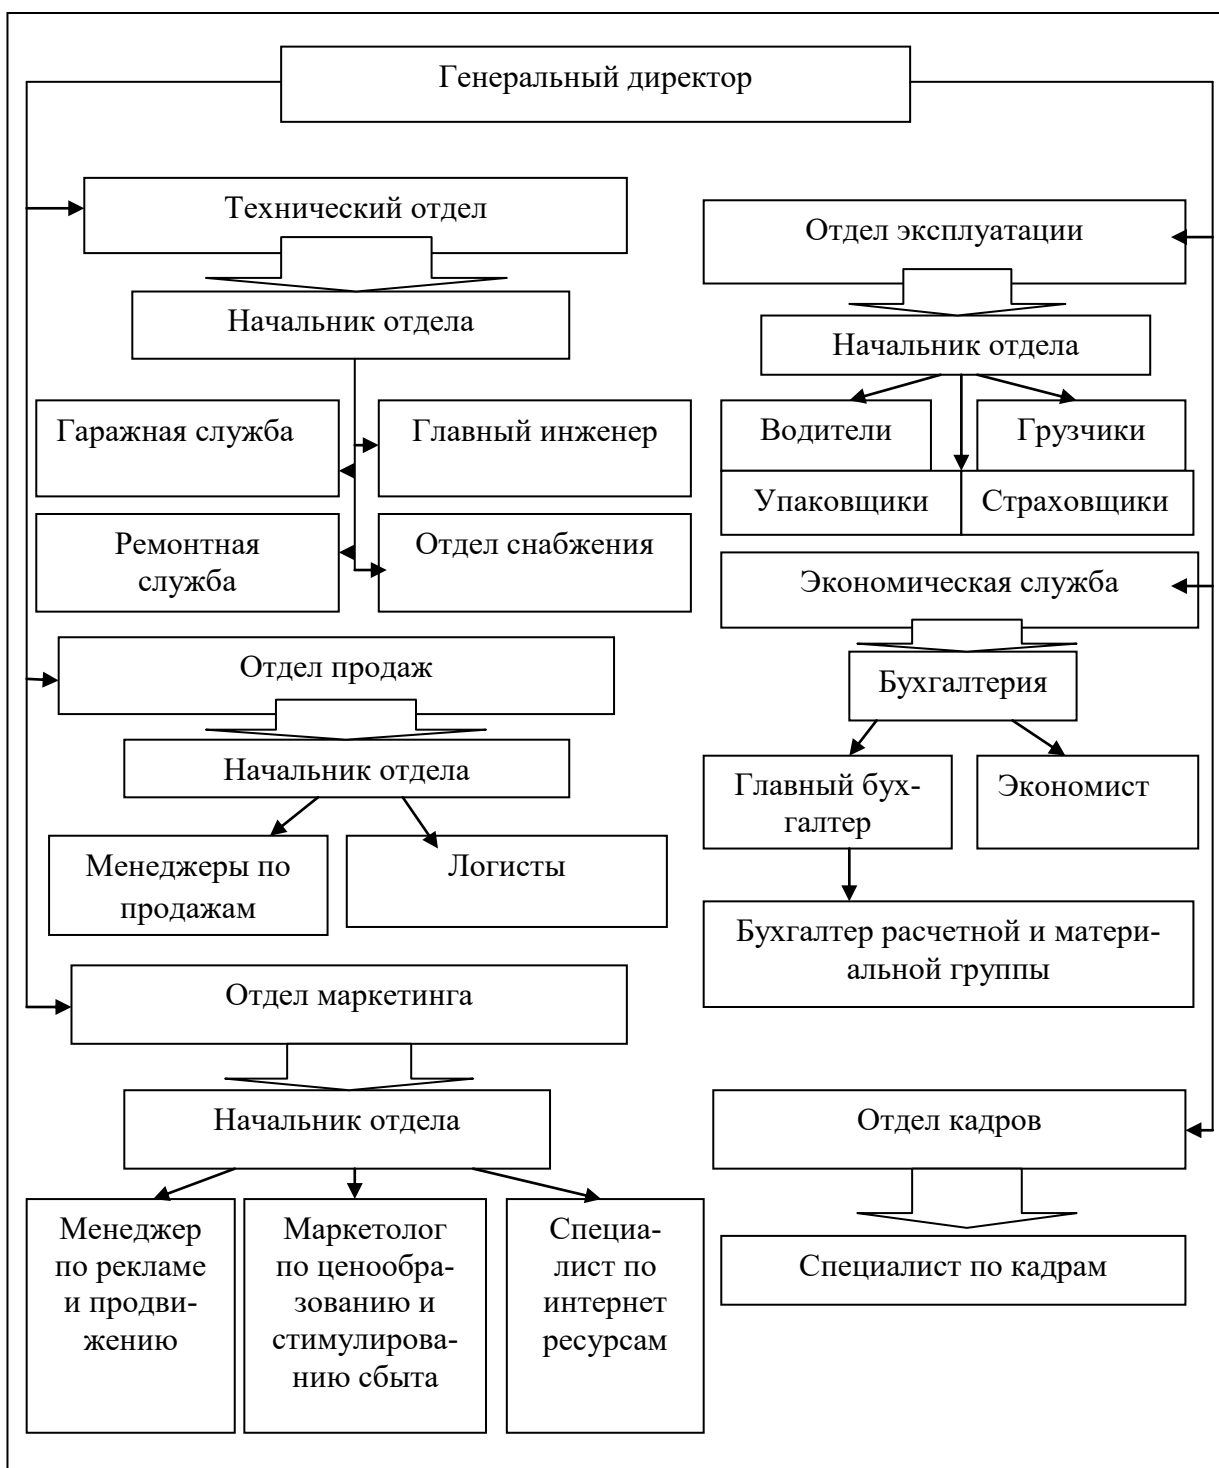 Генеральный директор
Технический отдел
Начальник отдела
Гаражная служба
Главный инженер
Ремонтная
служба
Отдел снабжения
Отдел продаж
Начальник отдела
Менеджеры по
продажам
Логисты
Отдел маркетинга
Начальник отдела
Менеджер
по рекламе
и продви-
жению
Маркетолог
по ценообра-
зованию и
стимулирова-
нию сбыта
Специа-
лист по
интернет
ресурсам
Отдел эксплуатации
Начальник отдела
Водители
Грузчики
Упаковщики
Страховщики
Экономическая служба
Бухгалтерия
Главный бух-
галтер
Экономист
Бухгалтер расчетной и матери-
альной группы
Отдел кадров
Специалист по кадрам